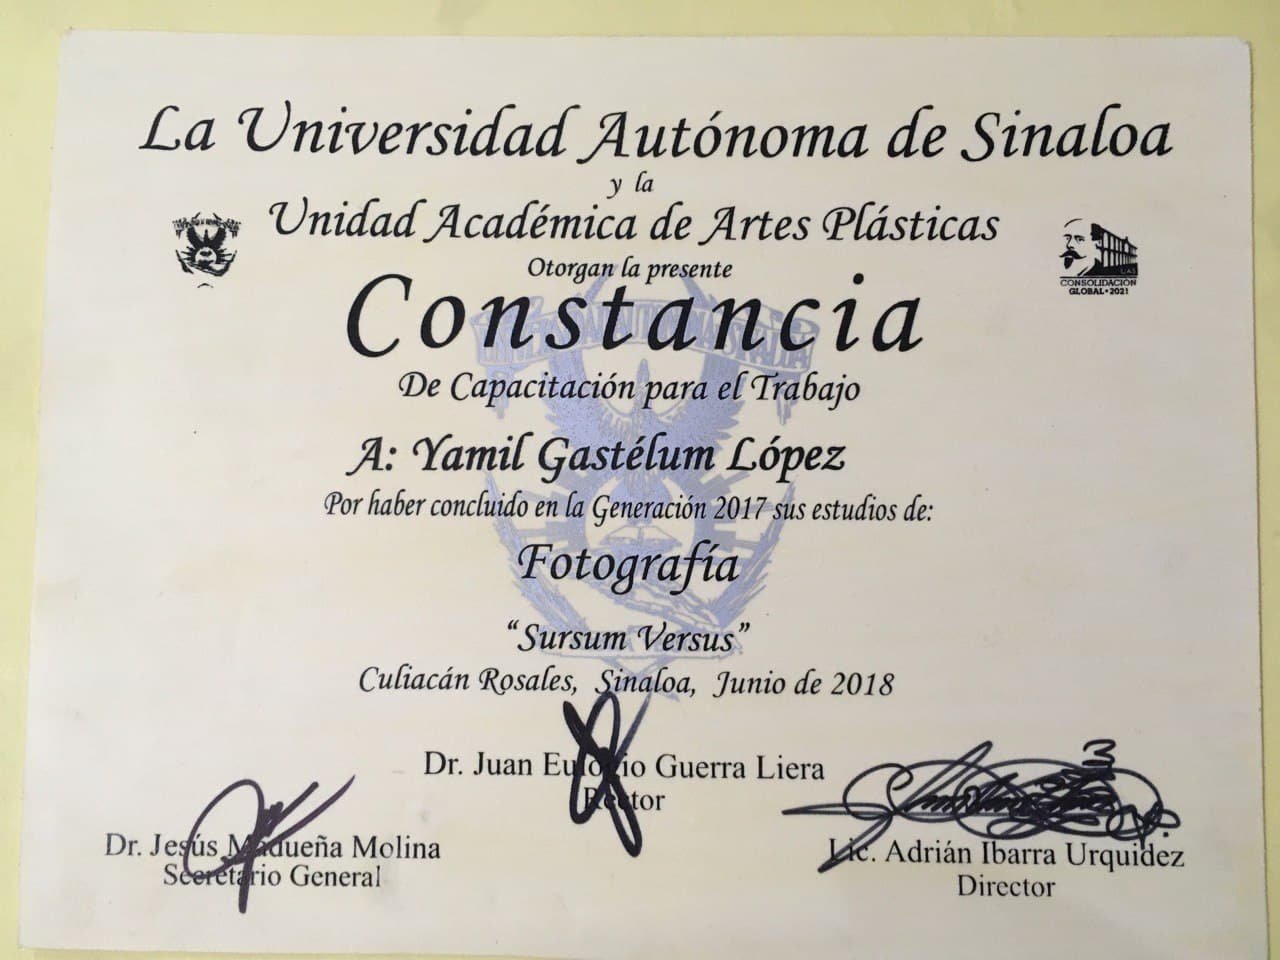 La Universidad Autónoma de Sinaloa
y la
Unidad Académica de Artes Plásticas
Otorgan la presente
CONSOLIDACIÓN
GLOBAL•2021
UAS
Constancia
De Capacitación para el Trabajo
A: Yamil Gastélum López
Por haber concluido en la Generación 2017 sus estudios de:
Fotografía
“Sursum Versus”
Culiacán Rosales, Sinaloa, Junio de 2018
Dr. Juan Eulogio Guerra Liera
Rector
Dr. Jesús Madueña Molina
Secretario General
Lic. Adrián Ibarra Urquidez
Director